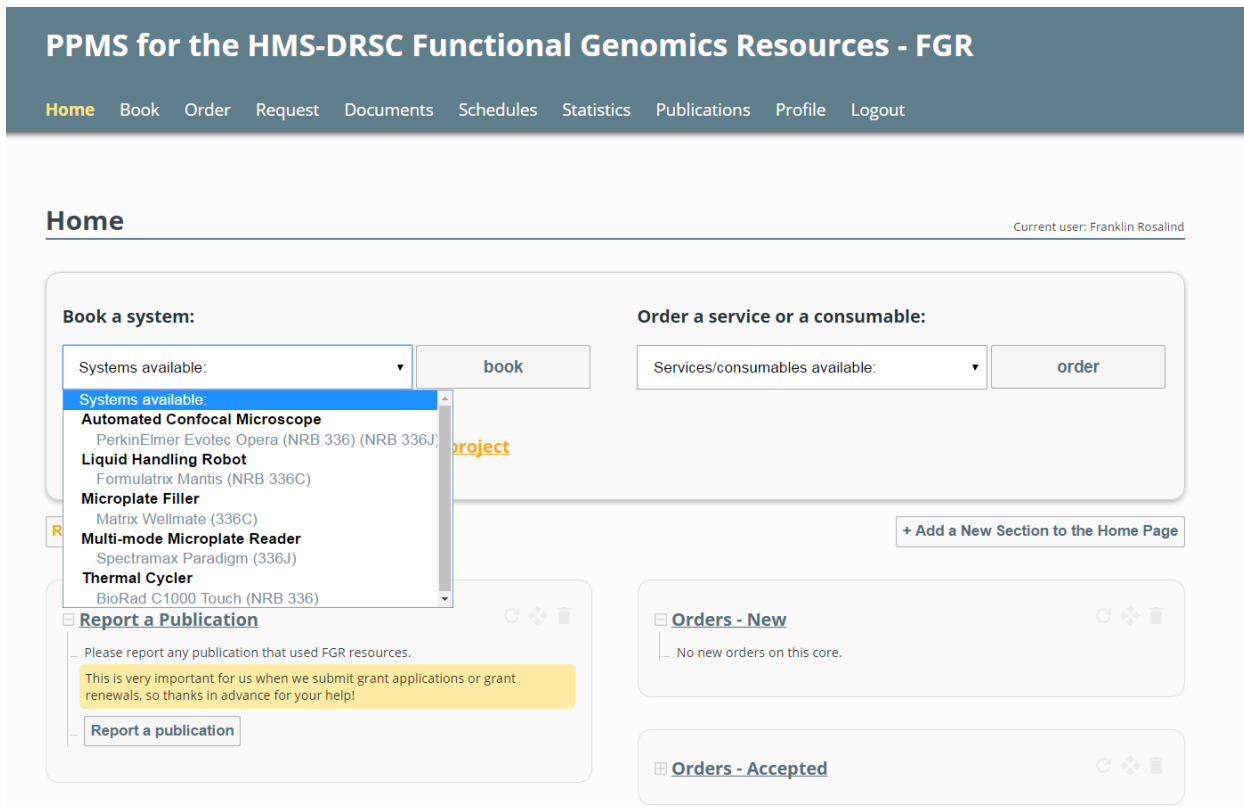 PPMS for the HMS-DRSC Functional Genomics Resources - FGR
Home Book Order Request Documents Schedules Statistics Publications Profile Logout
Home
Current user: Franklin Rosalind
Book a system:
Systems available:
book
Systems available:
Automated Confocal Microscope
PerkinElmer Evotec Opera (NRB 336) (NRB 336J)
Liquid Handling Robot
Formulatrix Mantis (NRB 336C)
Microplate Filler
Matrix Wellmate (336C)
Multi-mode Microplate Reader
Spectramax Paradigm (336J)
Thermal Cycler
BioRad C1000 Touch (NRB 336)
Order a service or a consumable:
Services/consumables available:
order
project
R
+ Add a New Section to the Home Page
Report a Publication
Please report any publication that used FGR resources.
This is very important for us when we submit grant applications or grant
renewals, so thanks in advance for your help!
Report a publication
Orders - New
No new orders on this core.
Orders - Accepted